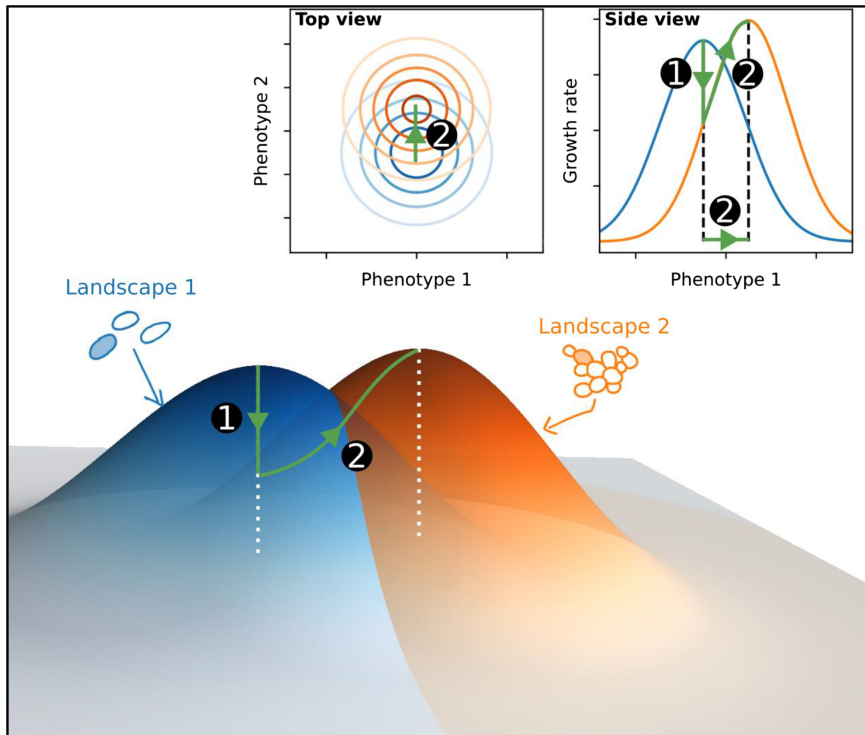 Top view
Phenotype 2
2
Phenotype 1
Side view
Growth rate
1
2
2
Phenotype 1
Landscape 1
Landscape 2
1
2